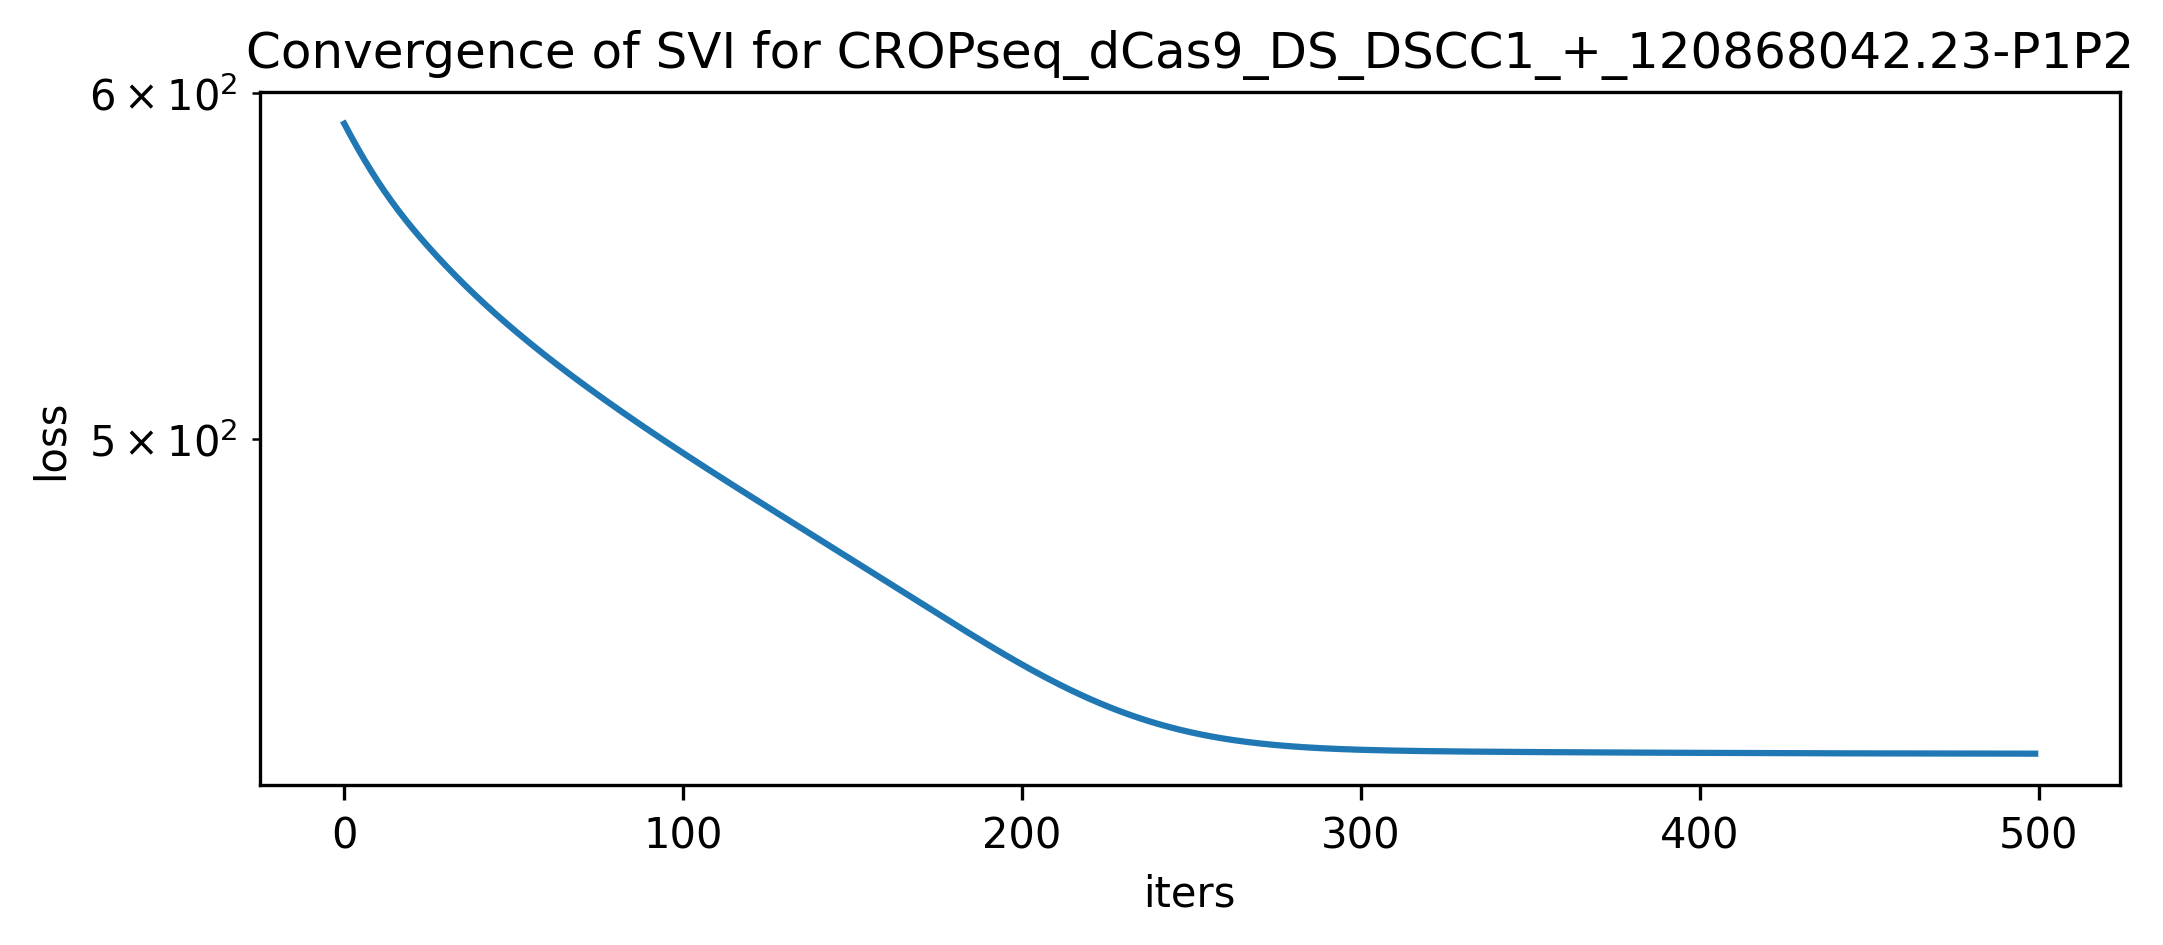 Convergence of SVI for CROPseq_dCas9_DS_DSCC1_+_120868042.23-P1P2
6 × 10²
5 × 10²
loss
0 100 200 300 400 500
iters